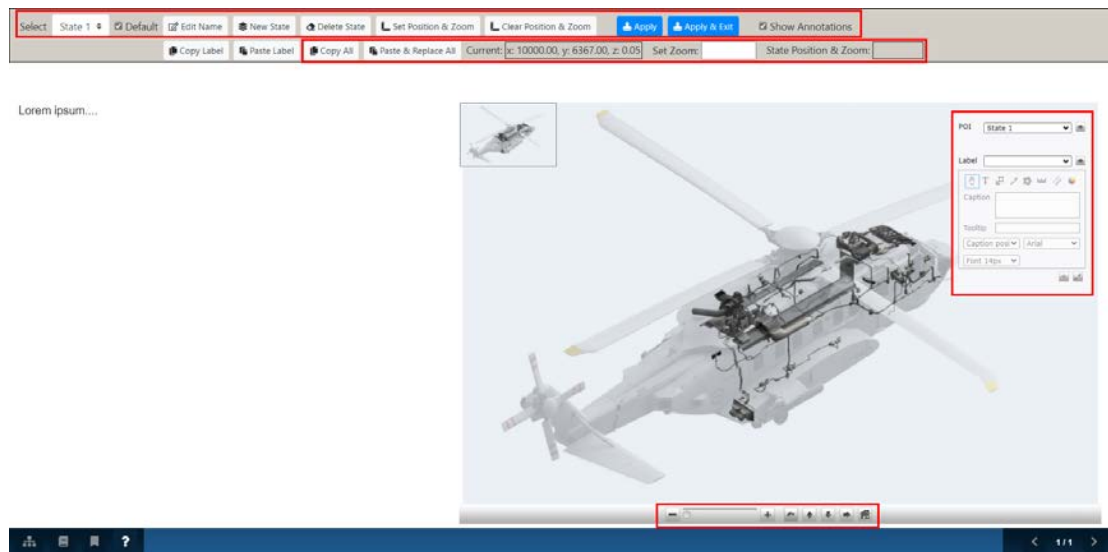 Select State 1 Default Edit Name New State Delete State Set Position & Zoom Clear Position & Zoom Apply Apply & Exit Show Annotations
Copy Label Paste Label Copy All Paste & Replace All Current: x: 10000.00, y: 6367.00, z: 0.05 Set Zoom: State Position & Zoom:
Lorem ipsum....
POI State 1
Label
T
Caption
Tooltip
Caption posi Arial
Font 14px
? 1/1